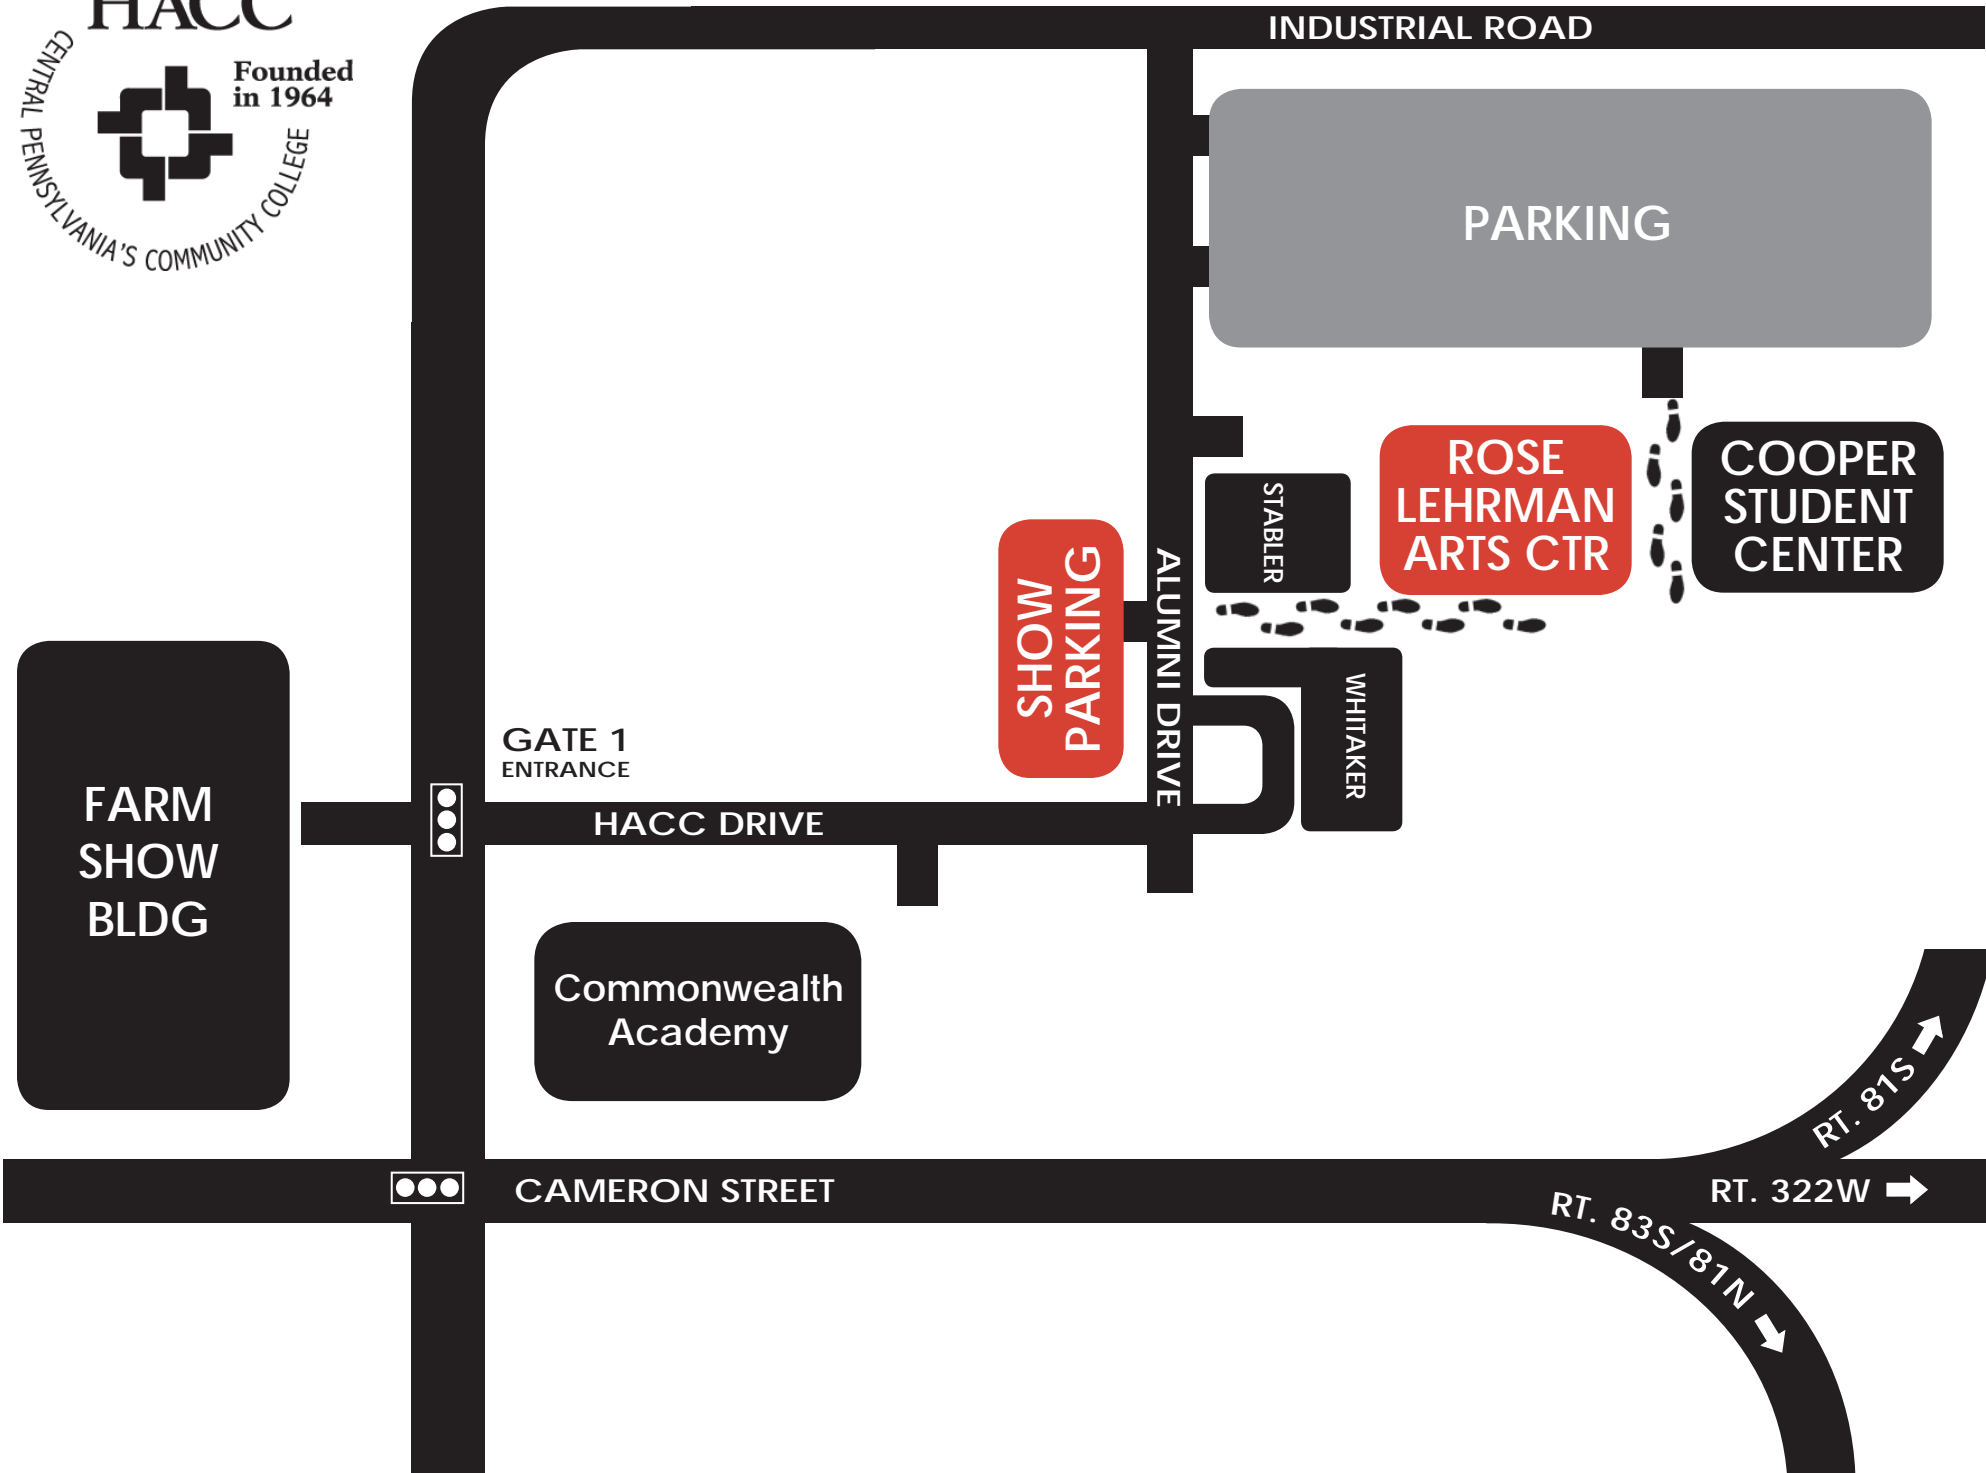 HACC
Founded
in 1964
CENTRAL PENNSYLVANIA'S COMMUNITY COLLEGE
INDUSTRIAL ROAD
PARKING
ROSE
LEHRMAN
ARTS CTR
COOPER
STUDENT
CENTER
STABLER
SHOW
PARKING
ALUMNI DRIVE
WHITAKER
GATE 1
ENTRANCE
HACC DRIVE
FARM
SHOW
BLDG
Commonwealth
Academy
CAMERON STREET
RT. 81S
RT. 322W
RT. 83S/81N